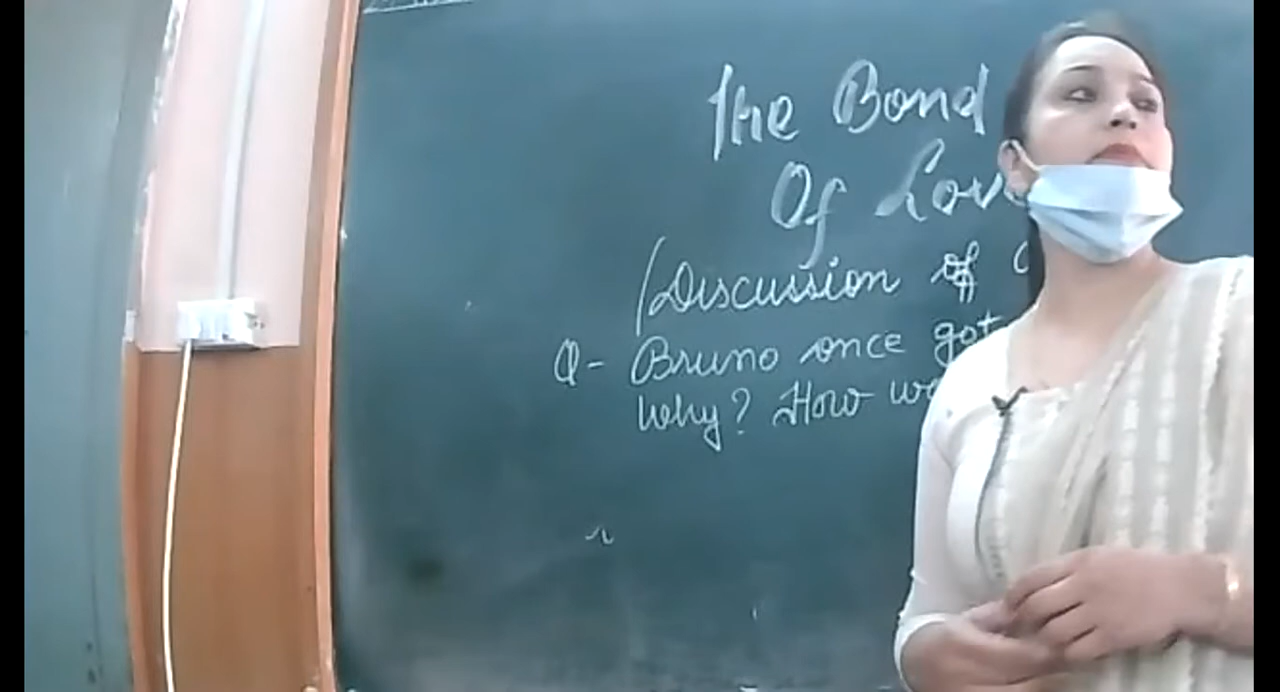 The Bond
Of Lov
(Discussion of
Q- Bruno once got
Why? How